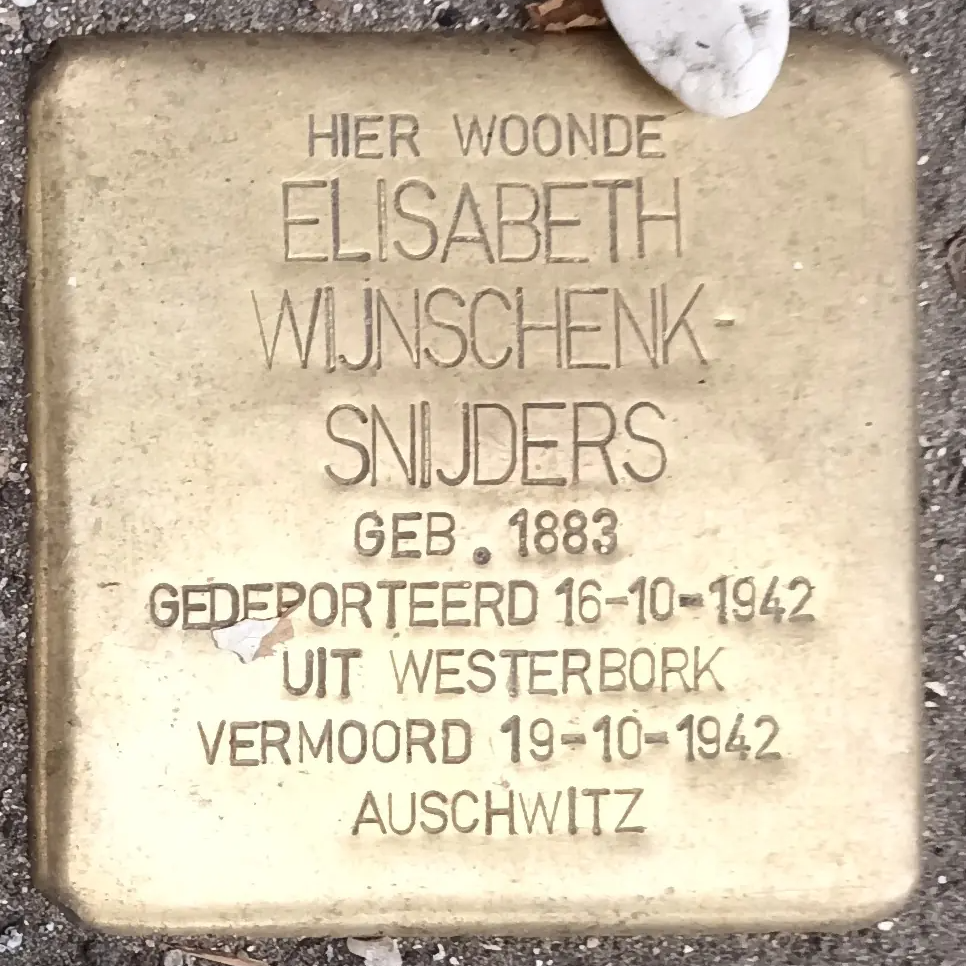 HIER WOONDE
ELISABETH
WIJNSCHENK-
SNIJDERS
GEB. 1883
GEDEPORTEERD 16-10-1942
UIT WESTERBORK
VERMOORD 19-10-1942
AUSCHWITZ